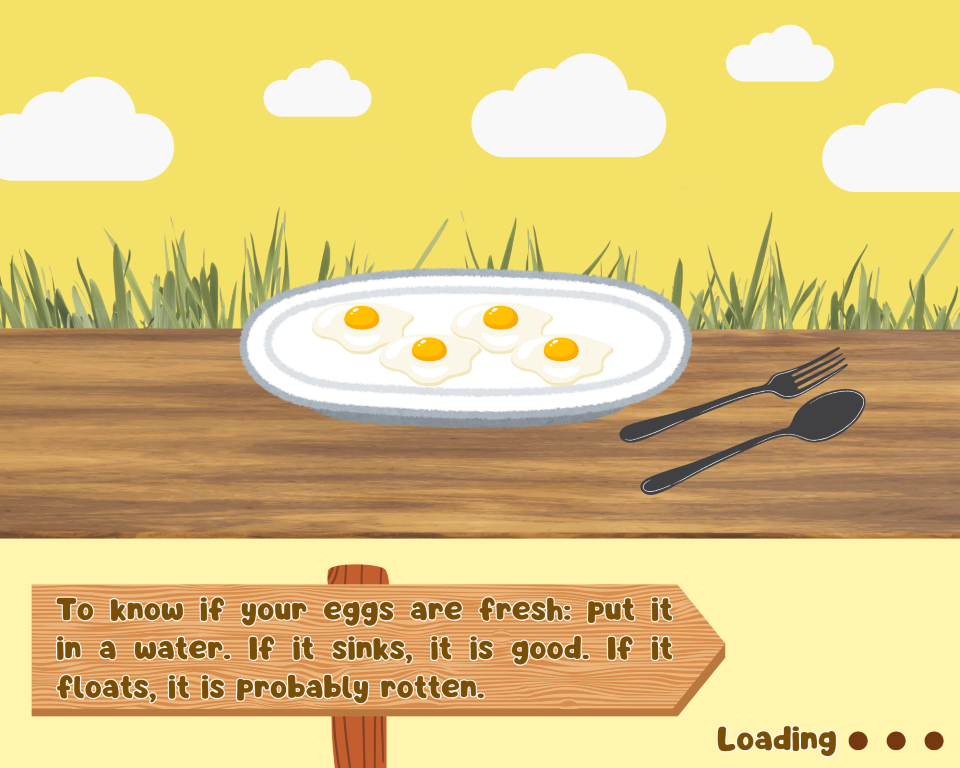 To know if your eggs are fresh: put it
in a water. If it sinks, it is good. If it
floats, it is probably rotten.
Loading